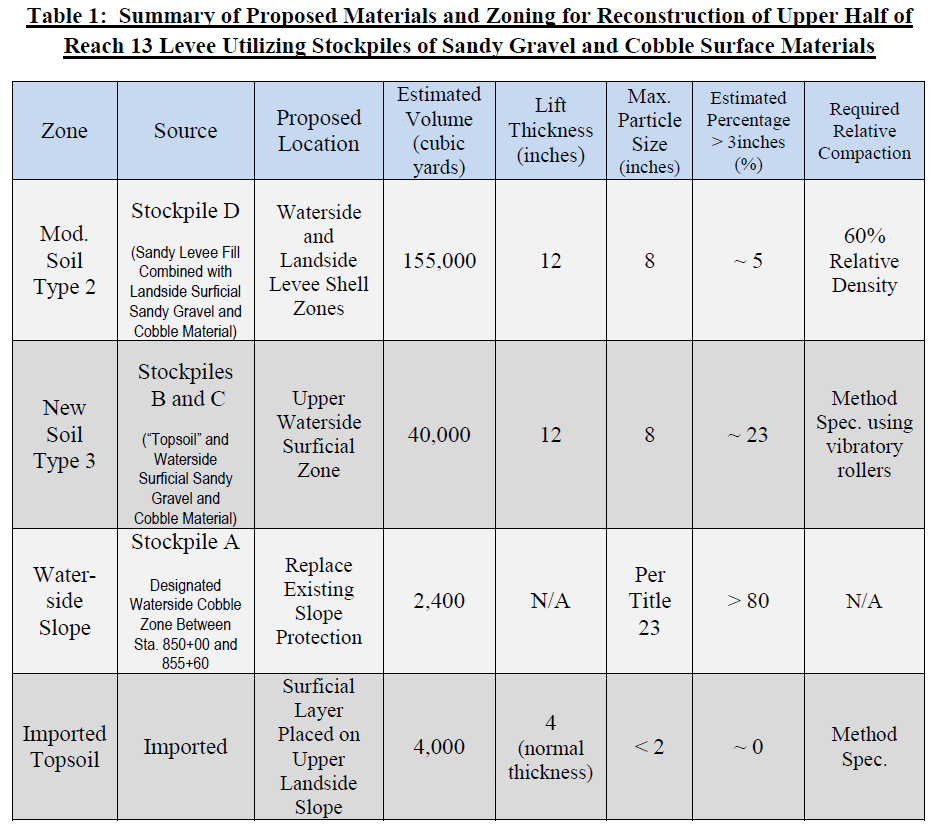 Table 1:  Summary of Proposed Materials and Zoning for Reconstruction of Upper Half of
Reach 13 Levee Utilizing Stockpiles of Sandy Gravel and Cobble Surface Materials
Zone
Source
Proposed
Location
Estimated
Volume
(cubic
yards)
Lift
Thickness
(inches)
Max.
Particle
Size
(inches)
Estimated
Percentage
> 3inches
(%)
Required
Relative
Compaction
Mod.
Soil
Type 2
Stockpile D
(Sandy Levee Fill
Combined with
Landside Surficial
Sandy Gravel and
Cobble Material)
Waterside
and
Landside
Levee Shell
Zones
155,000
12
8
~ 5
60%
Relative
Density
New
Soil
Type 3
Stockpiles
B and C
("Topsoil" and
Waterside
Surficial Sandy
Gravel and
Cobble Material)
Upper
Waterside
Surficial
Zone
40,000
12
8
~ 23
Method
Spec. using
vibratory
rollers
Water-
side
Slope
Stockpile A
Designated
Waterside Cobble
Zone Between
Sta. 850+00 and
855+60
Replace
Existing
Slope
Protection
2,400
N/A
Per
Title
23
> 80
N/A
Imported
Topsoil
Imported
Surficial
Layer
Placed on
Upper
Landside
Slope
4,000
4
(normal
thickness)
< 2
~ 0
Method
Spec.